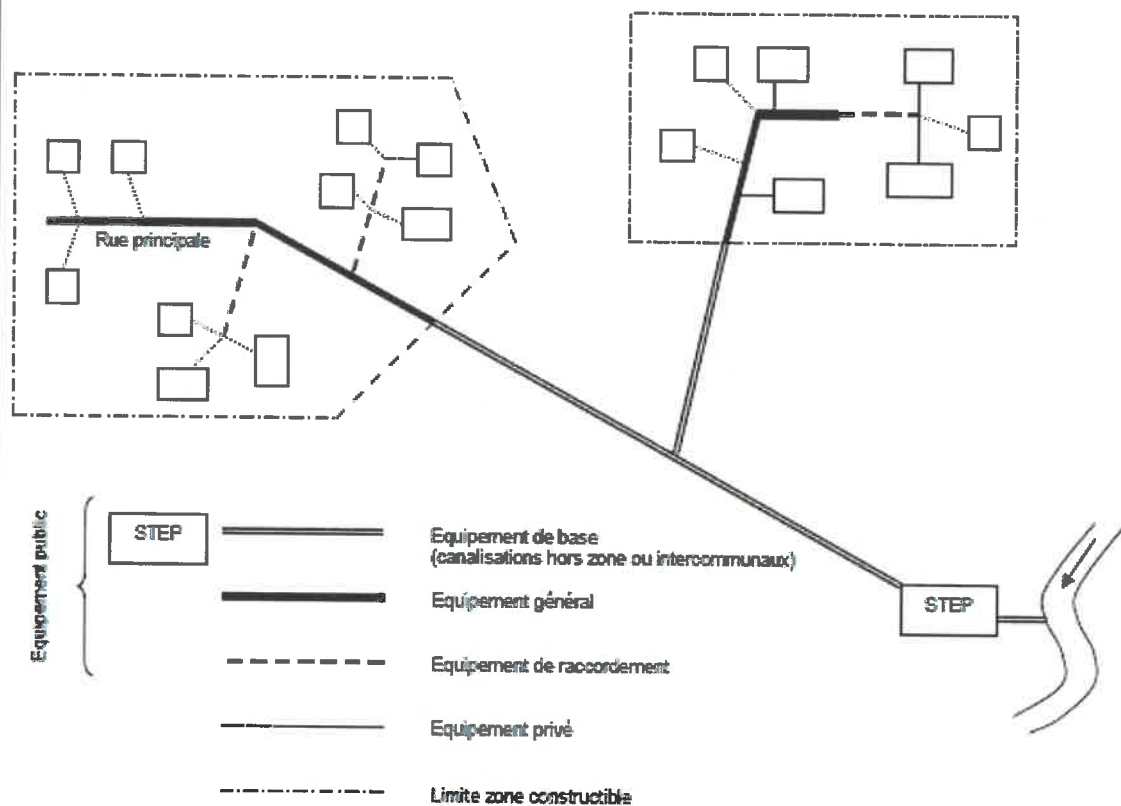 Rue principale
Equipement public
STEP
Equipement de base
(canalisations hors zone ou intercommunaux)
STEP
Equipement général
Equipement de raccordement
Equipement privé
Limite zone constructible